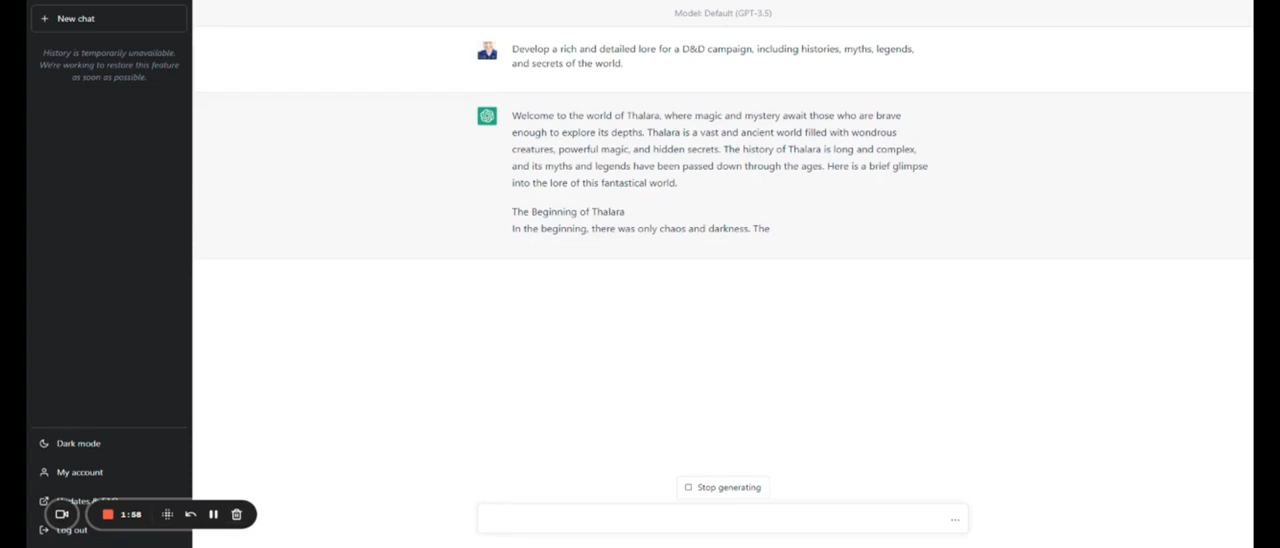 New chat
History is temporarily unavailable.
We're working to restore this feature
as soon as possible.
Model: Default (GPT-3.5)
Develop a rich and detailed lore for a D&D campaign, including histories, myths, legends,
and secrets of the world.
Welcome to the world of Thalara, where magic and mystery await those who are brave
enough to explore its depths. Thalara is a vast and ancient world filled with wondrous
creatures, powerful magic, and hidden secrets. The history of Thalara is long and complex,
and its myths and legends have been passed down through the ages. Here is a brief glimpse
into the lore of this fantastical world.
The Beginning of Thalara
In the beginning, there was only chaos and darkness. The
Stop generating
...
Dark mode
My account
Updates &
1:58
Log out